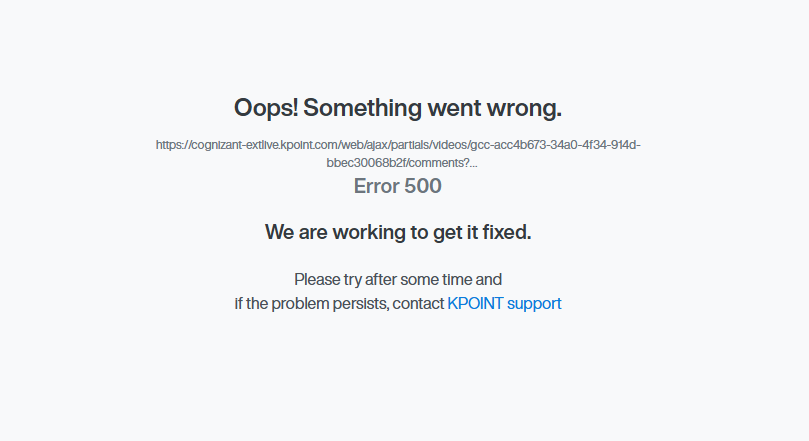 Oops! Something went wrong.
https://cognizant-extlive.kpoint.com/web/ajax/partials/videos/gcc-acc4b673-34a0-4f34-914d-
bbec30068b2f/comments?...
Error 500
We are working to get it fixed.
Please try after some time and
if the problem persists, contact KPOINT support